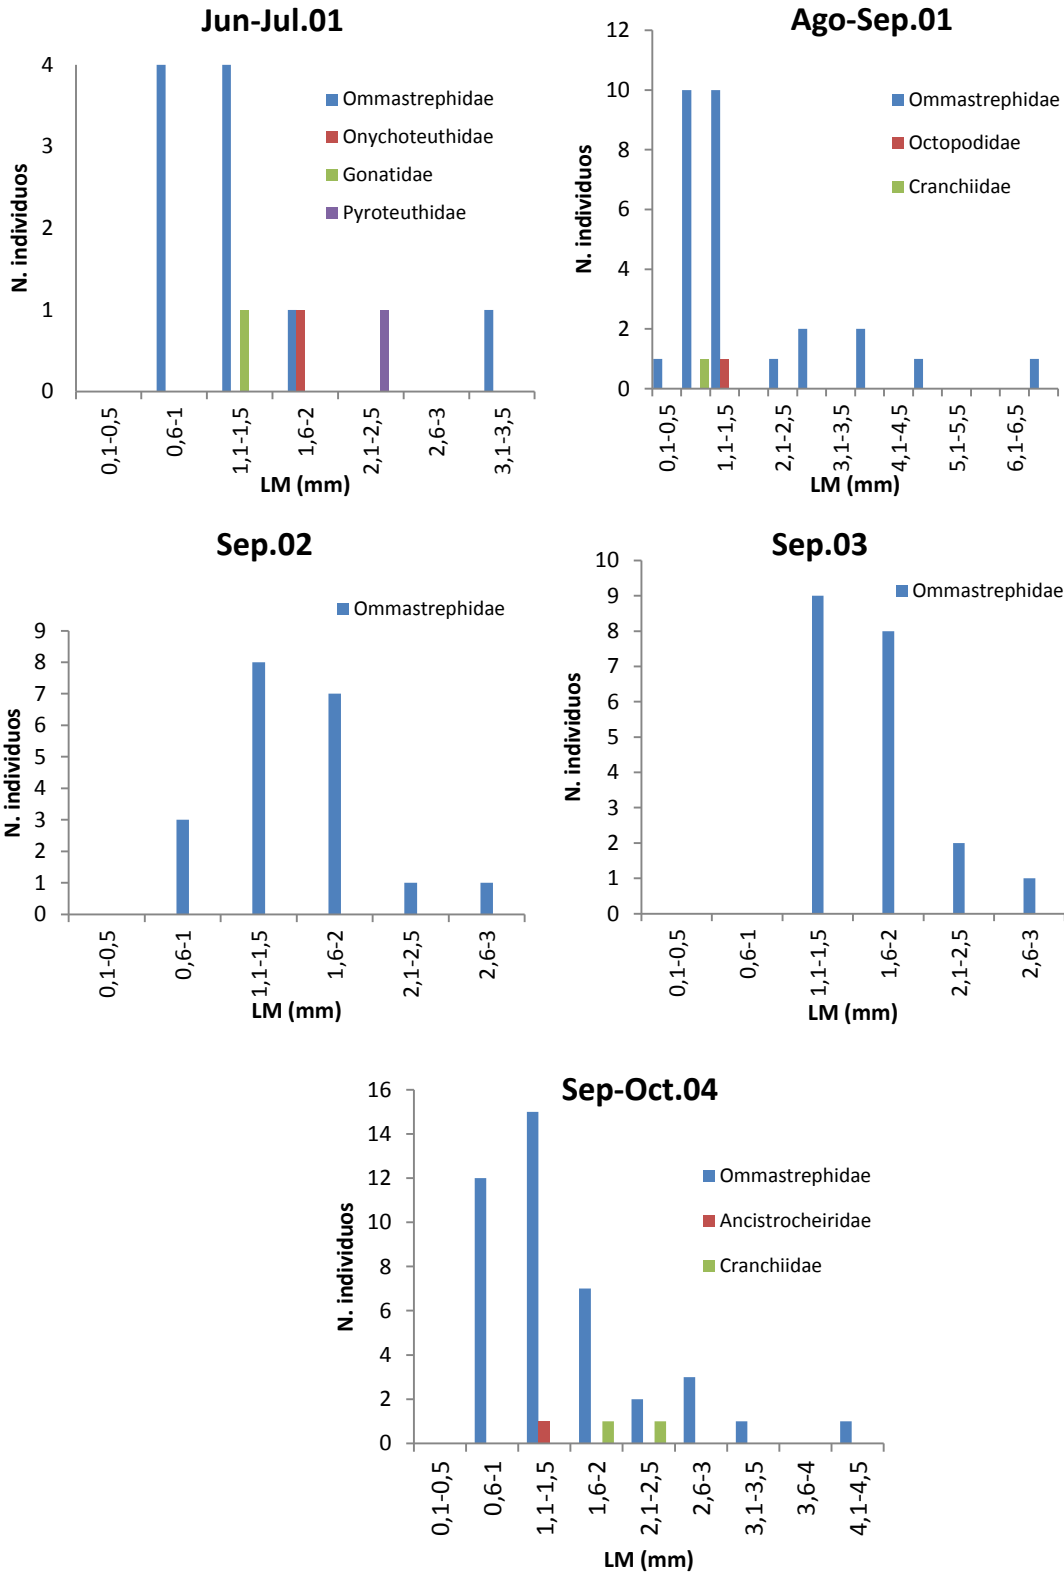 Jun-Jul.01
4
3
2
1
0
N. individuos
Ommastrephidae
Onychoteuthidae
Gonatidae
Pyroteuthidae
0,1-0,5
0,6-1
1,1-1,5
1,6-2
2,1-2,5
2,6-3
3,1-3,5
LM (mm)
Ago-Sep.01
12
10
8
6
4
2
0
N. individuos
Ommastrephidae
Octopodidae
Cranchiidae
0,1-0,5
1,1-1,5
2,1-2,5
3,1-3,5
4,1-4,5
5,1-5,5
6,1-6,5
LM (mm)
Sep.02
Ommastrephidae
9
8
7
6
5
4
3
2
1
0
N. individuos
0,1-0,5
0,6-1
1,1-1,5
1,6-2
2,1-2,5
2,6-3
LM (mm)
Sep.03
Ommastrephidae
10
9
8
7
6
5
4
3
2
1
0
N. individuos
0,1-0,5
0,6-1
1,1-1,5
1,6-2
2,1-2,5
2,6-3
LM (mm)
Sep-Oct.04
16
14
12
10
8
6
4
2
0
N. individuos
Ommastrephidae
Ancistrocheiridae
Cranchiidae
0,1-0,5
0,6-1
1,1-1,5
1,6-2
2,1-2,5
2,6-3
3,1-3,5
3,6-4
4,1-4,5
LM (mm)